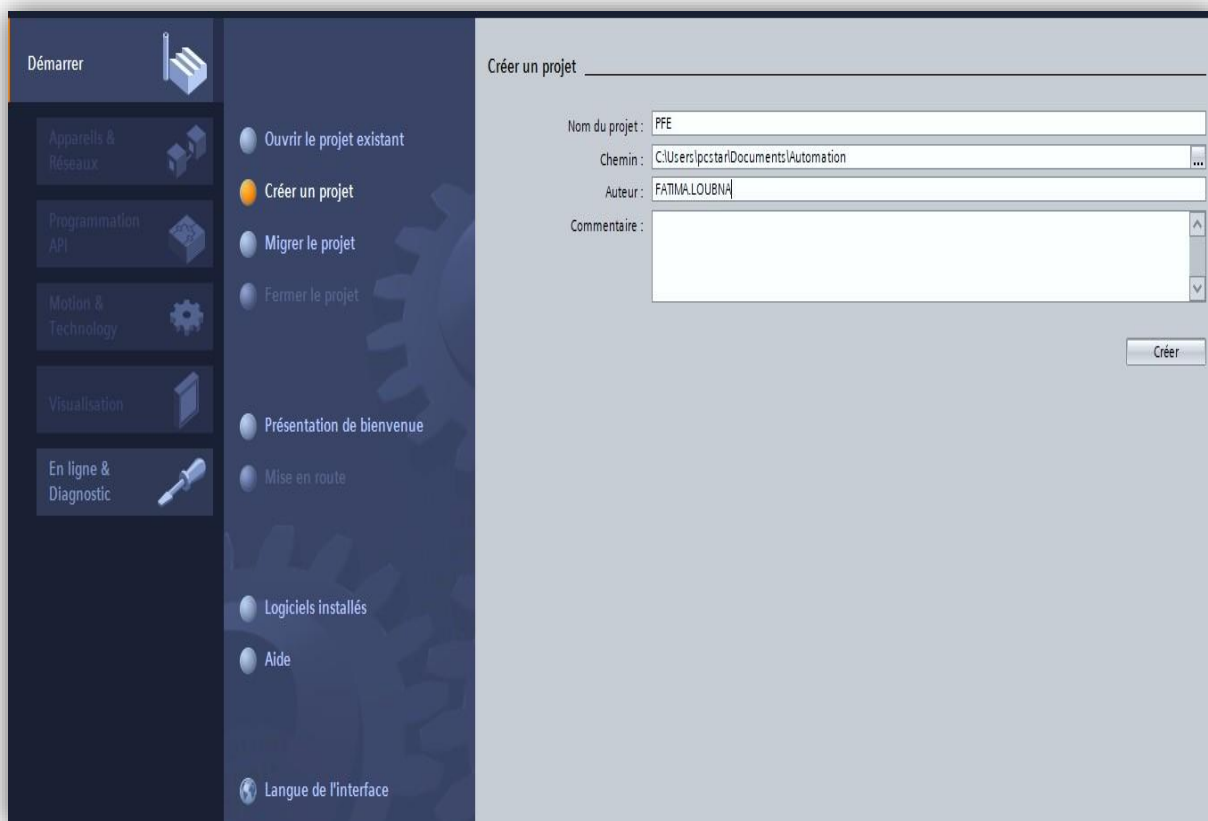 Démarrer
Appareils &
Réseaux
Programmation
API
Motion &
Technology
Visualisation
En ligne &
Diagnostic
Ouvrir le projet existant
Créer un projet
Migrer le projet
Fermer le projet
Présentation de bienvenue
Mise en route
Logiciels installés
Aide
Langue de l'interface
Créer un projet
Nom du projet : PFE
Chemin : C:\Users\pcstar\Documents\Automation
...
Auteur : FATIMA.LOUBNA
Commentaire :
Créer